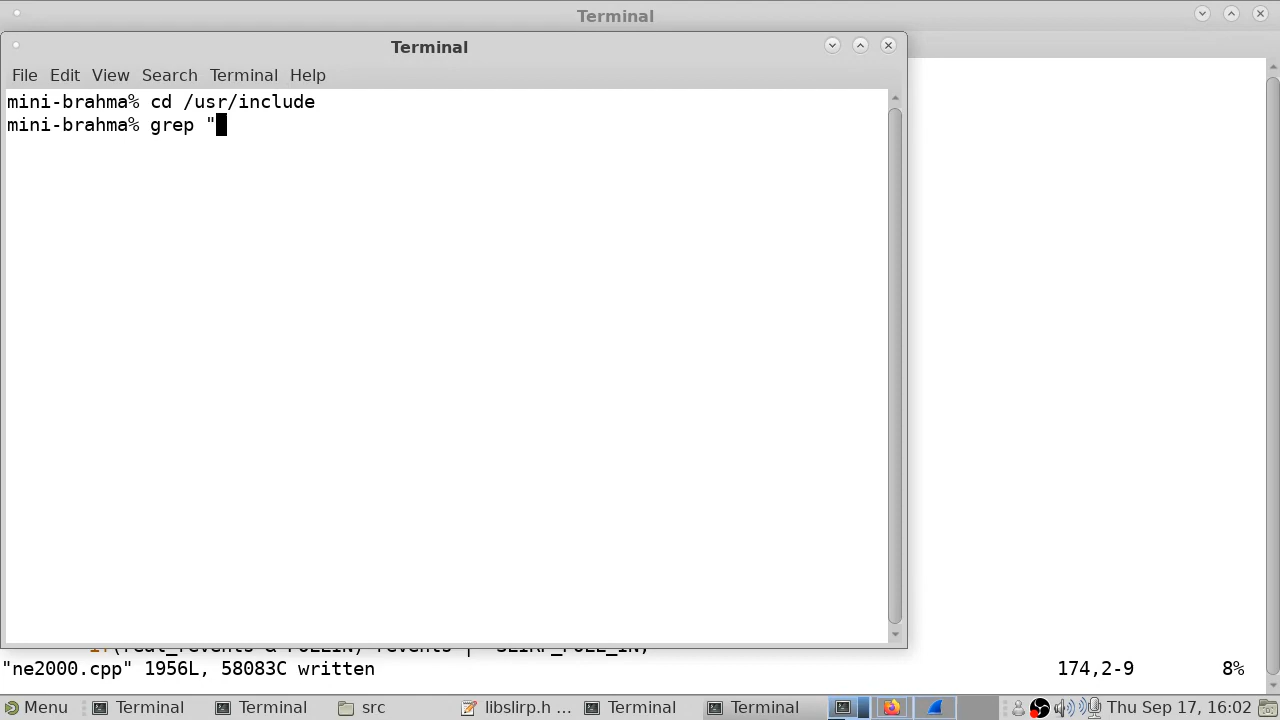 Terminal
Terminal
File Edit View Search Terminal Help
mini-brahma% cd /usr/include
mini-brahma% grep "
"ne2000.cpp" 1956L, 58083C written 174,2-9 8%
Menu Terminal Terminal src libslirp.h ... Terminal Terminal Thu Sep 17, 16:02